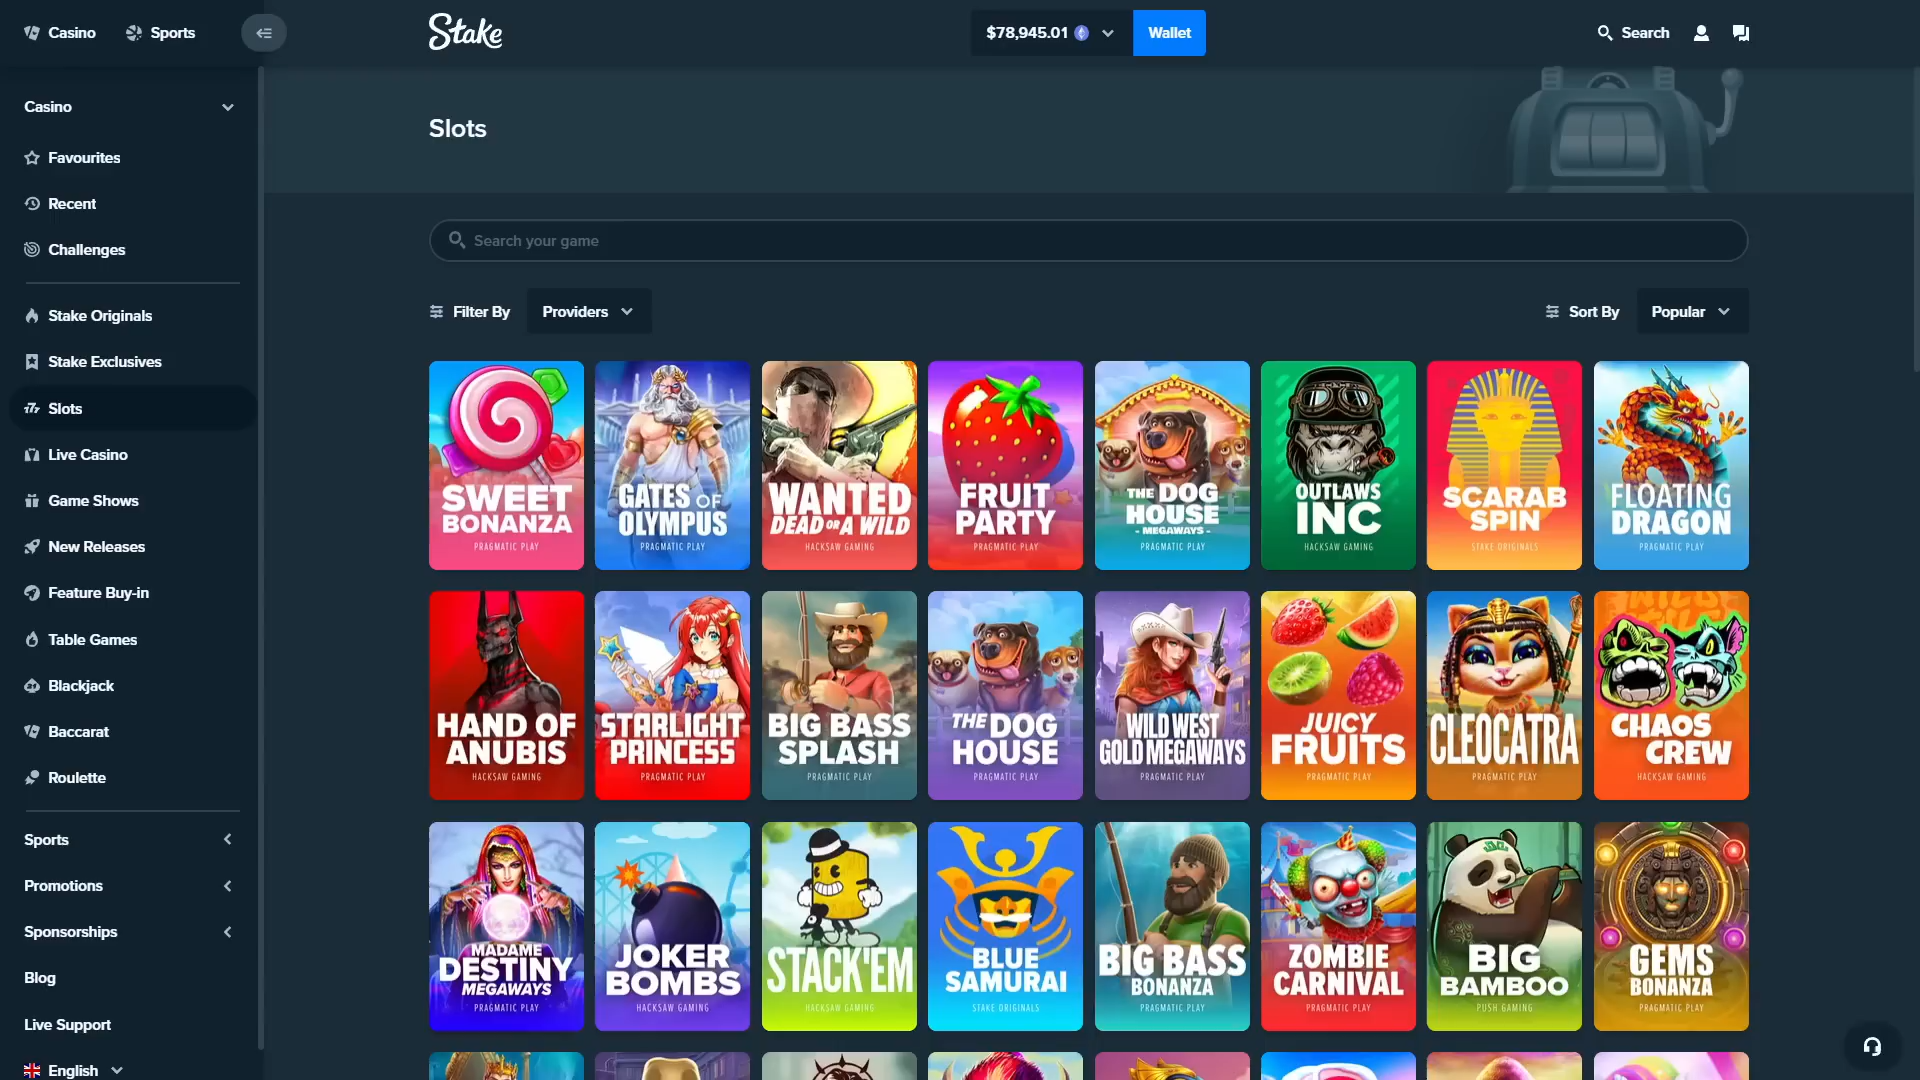 Casino
Sports
Stake
$78,945.01
Wallet
Search
Casino
Favourites
Recent
Challenges
Stake Originals
Stake Exclusives
Slots
Live Casino
Game Shows
New Releases
Feature Buy-in
Table Games
Blackjack
Baccarat
Roulette
Sports
Promotions
Sponsorships
Blog
Live Support
English
Slots
Search your game
Filter By
Providers
Sort By
Popular
SWEET
BONANZA
PRAGMATIC PLAY
GATES OF
OLYMPUS
PRAGMATIC PLAY
WANTED
DEAD OR A WILD
HACKSAW GAMING
FRUIT
PARTY
PRAGMATIC PLAY
THE DOG
HOUSE
- MEGAWAYS -
PRAGMATIC PLAY
OUTLAWS
INC
HACKSAW GAMING
SCARAB
SPIN
STAKE ORIGINALS
FLOATING
DRAGON
PRAGMATIC PLAY
HAND OF
ANUBIS
HACKSAW GAMING
STARLIGHT
PRINCESS
PRAGMATIC PLAY
BIG BASS
SPLASH
PRAGMATIC PLAY
THE DOG
HOUSE
PRAGMATIC PLAY
WILD WEST
GOLD MEGAWAYS
PRAGMATIC PLAY
JUICY
FRUITS
PRAGMATIC PLAY
CLEOCATRA
PRAGMATIC PLAY
CHAOS
CREW
HACKSAW GAMING
MADAME
DESTINY
MEGAWAYS
PRAGMATIC PLAY
JOKER
BOMBS
HACKSAW GAMING
STACK'EM
HACKSAW GAMING
BLUE
SAMURAI
STAKE ORIGINALS
BIG BASS
BONANZA
PRAGMATIC PLAY
ZOMBIE
CARNIVAL
PRAGMATIC PLAY
BIG
BAMBOO
PUSH GAMING
GEMS
BONANZA
PRAGMATIC PLAY